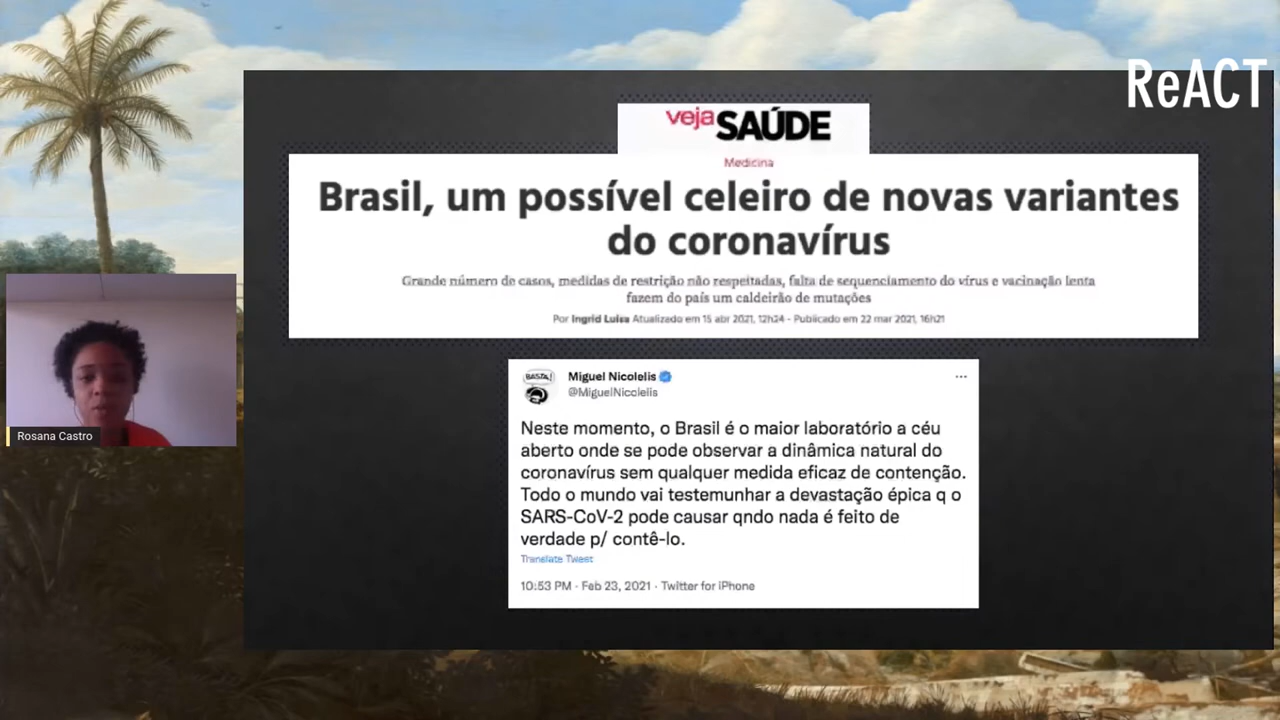 ReACT
veja SAÚDE
Medicina
Brasil, um possível celeiro de novas variantes
do coronavírus
Grande número de casos, medidas de restrição não respeitadas, falta de sequenciamento do vírus e vacinação lenta
fazem do país um caldeirão de mutações
Por Ingrid Luisa Atualizado em 15 abr 2021, 12h24 - Publicado em 22 mar 2021, 16h21
BASTA!
Miguel Nicolelis
@MiguelNicolelis
Neste momento, o Brasil é o maior laboratório a céu
aberto onde se pode observar a dinâmica natural do
coronavírus sem qualquer medida eficaz de contenção.
Todo o mundo vai testemunhar a devastação épica q o
SARS-CoV-2 pode causar qndo nada é feito de
verdade p/ contê-lo.
Translate Tweet
10:53 PM · Feb 23, 2021 · Twitter for iPhone
Rosana Castro